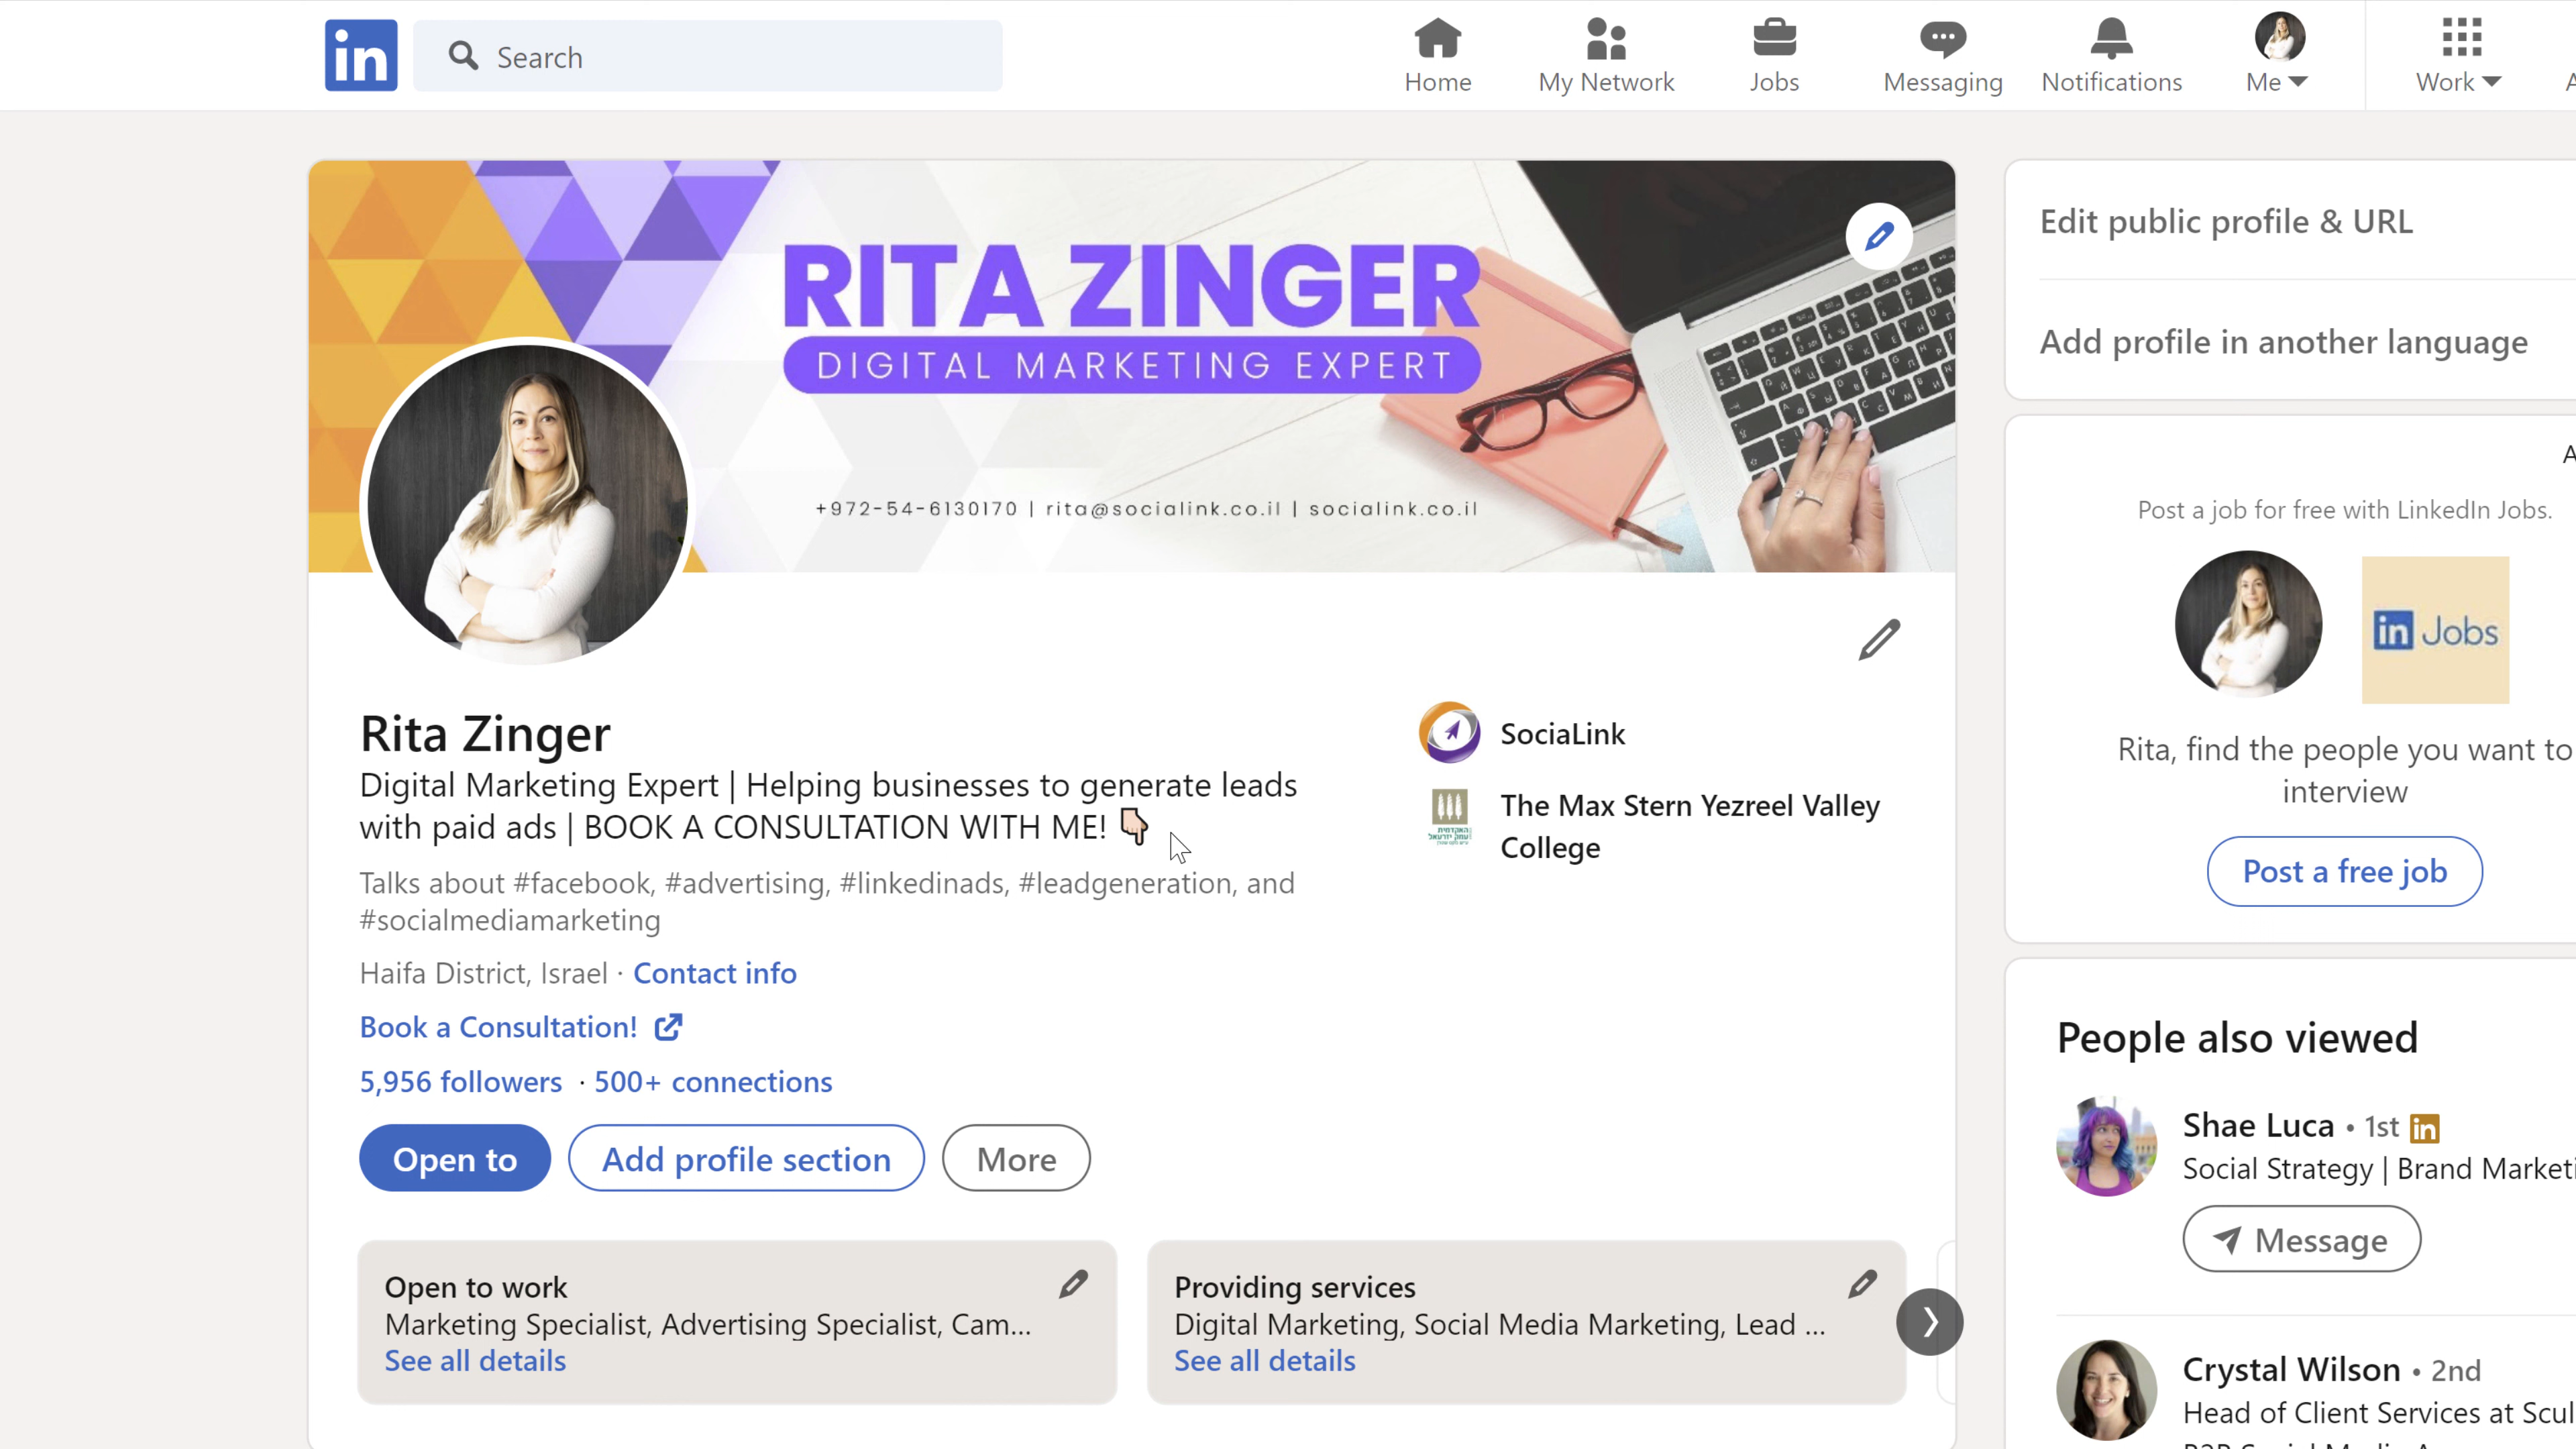 in
Search
Home
My Network
Jobs
Messaging
Notifications
Me
Work
RITA ZINGER
DIGITAL MARKETING EXPERT
+972-54-6130170 | rita@socialink.co.il | socialink.co.il
Rita Zinger
Digital Marketing Expert | Helping businesses to generate leads
with paid ads | BOOK A CONSULTATION WITH ME! 👇🏻
Talks about #facebook, #advertising, #linkedinads, #leadgeneration, and
#socialmediamarketing
Haifa District, Israel · Contact info
Book a Consultation!
5,956 followers · 500+ connections
Open to
Add profile section
More
SociaLink
The Max Stern Yezreel Valley
College
האקדמית
עמק יזרעאל
Open to work
Marketing Specialist, Advertising Specialist, Cam...
See all details
Providing services
Digital Marketing, Social Media Marketing, Lead ...
See all details
Edit public profile & URL
Add profile in another language
Post a job for free with LinkedIn Jobs.
in Jobs
Rita, find the people you want to
interview
Post a free job
People also viewed
Shae Luca • 1st in
Social Strategy | Brand Marketi
Message
Crystal Wilson • 2nd
Head of Client Services at Scul